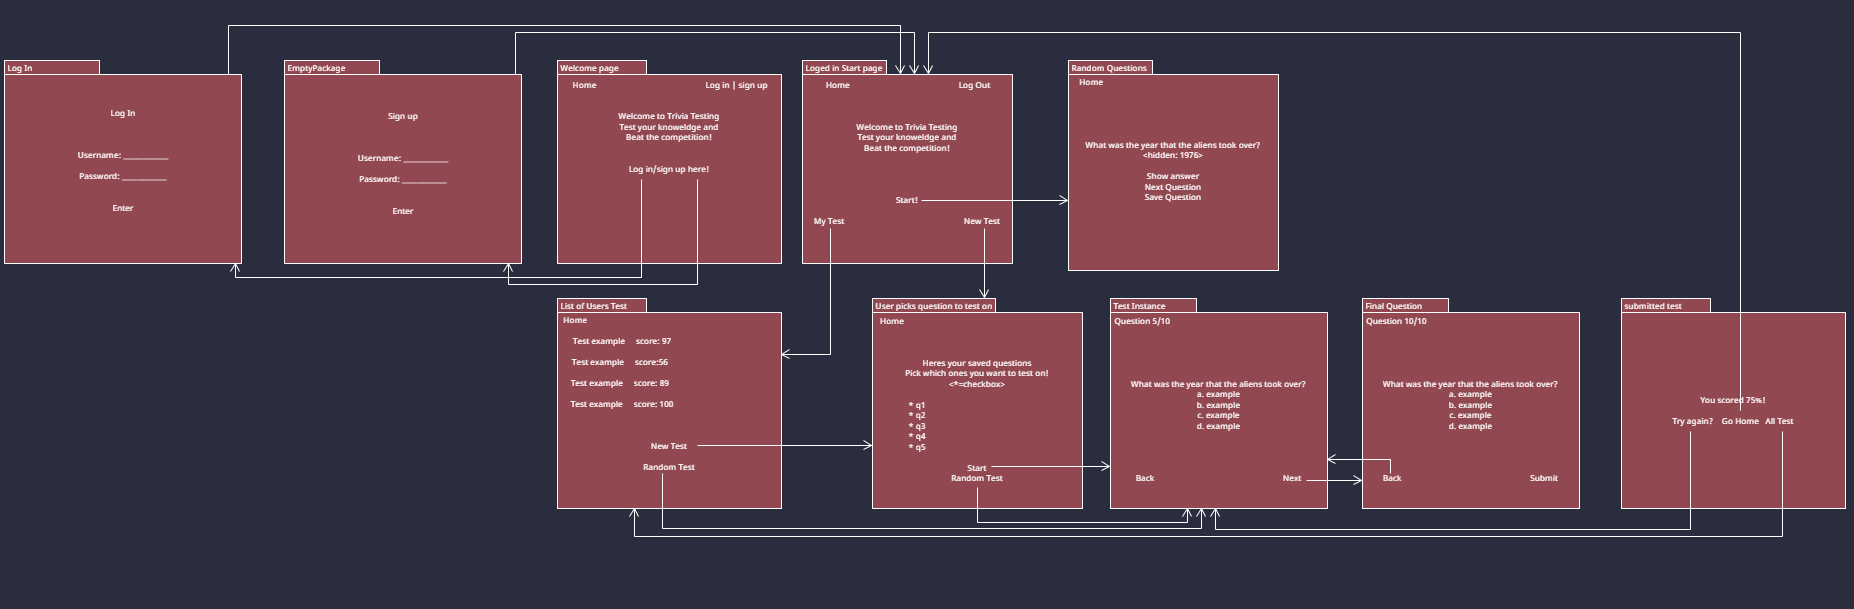 Log In
Log In
Username: __________
Password: __________
Enter
EmptyPackage
Sign up
Username: __________
Password: __________
Enter
Welcome page
Home Log in | sign up
Welcome to Trivia Testing
Test your knoweldge and
Beat the competition!
Log in/sign up here!
Loged in Start page
Home Log Out
Welcome to Trivia Testing
Test your knoweldge and
Beat the competition!
Start!
My Test New Test
Random Questions
Home
What was the year that the aliens took over?
<hidden: 1976>
Show answer
Next Question
Save Question
List of Users Test
Home
Test example score: 97
Test example score:56
Test example score: 89
Test example score: 100
New Test
Random Test
User picks question to test on
Home
Heres your saved questions
Pick which ones you want to test on!
<*=checkbox>
* q1
* q2
* q3
* q4
* q5
Start
Random Test
Test Instance
Question 5/10
What was the year that the aliens took over?
a. example
b. example
c. example
d. example
Back Next
Final Question
Question 10/10
What was the year that the aliens took over?
a. example
b. example
c. example
d. example
Back Submit
submitted test
You scored 75%!
Try again? Go Home All Test